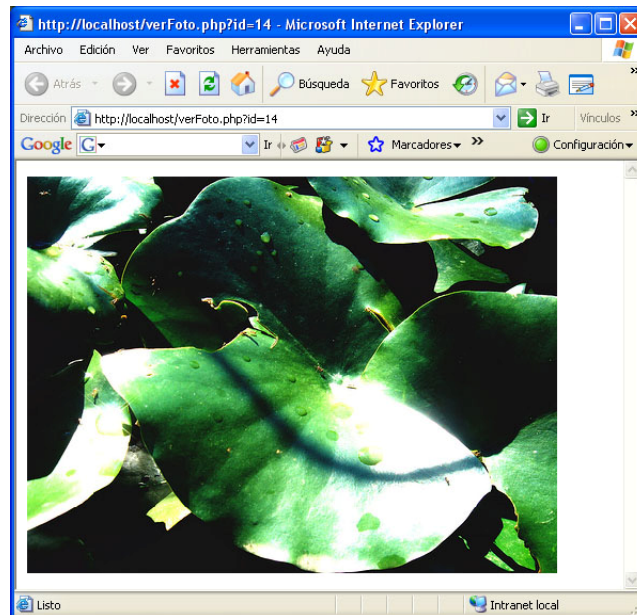 http://localhost/verFoto.php?id=14 - Microsoft Internet Explorer
Archivo Edición Ver Favoritos Herramientas Ayuda
Atrás Búsqueda Favoritos »
Dirección http://localhost/verFoto.php?id=14 Ir Vínculos »
Google G Ir Marcadores » Configuración
Listo Intranet local